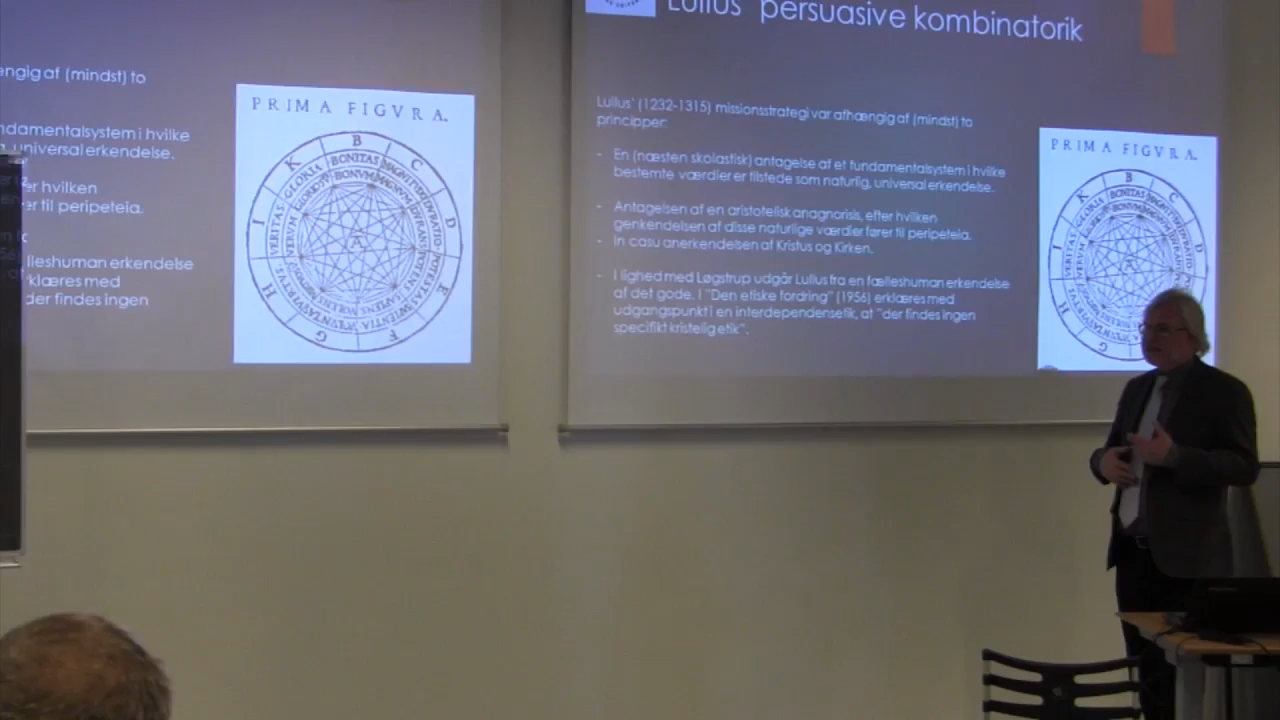 ængig af (mindst) to
ndamentalsystem i hvilke
universal erkendelse.
er hvilken
er til peripeteia.
lleshuman erkendelse
rklæres med
der findes ingen
PRIMA FIGVRA.
B
C
D
E
F
G
H
I
K
A
BONITAS
GLORIA
VERITAS
Lullus' persuasive kombinatorik
Lullus' (1232-1315) missionsstrategi var afhængig af (mindst) to
principper:
- En (næsten skolastisk) antagelse af et fundamentalsystem i hvilke
bestemte værdier er tilstede som naturlig, universal erkendelse.
- Antagelsen af en aristotelisk anagnorisis, efter hvilken
genkendelsen af disse naturlige værdier fører til peripeteia.
- In casu anerkendelsen af Kristus og Kirken.
- I lighed med Løgstrup udgår Lullus fra en fælleshuman erkendelse
af det gode. I "Den etiske fordring" (1956) erklæres med
udgangspunkt i en interdependensetik, at "der findes ingen
specifikt kristelig etik".
PRIMA FIGVRA.
B
C
D
E
G
H
I
K
A
BONITAS